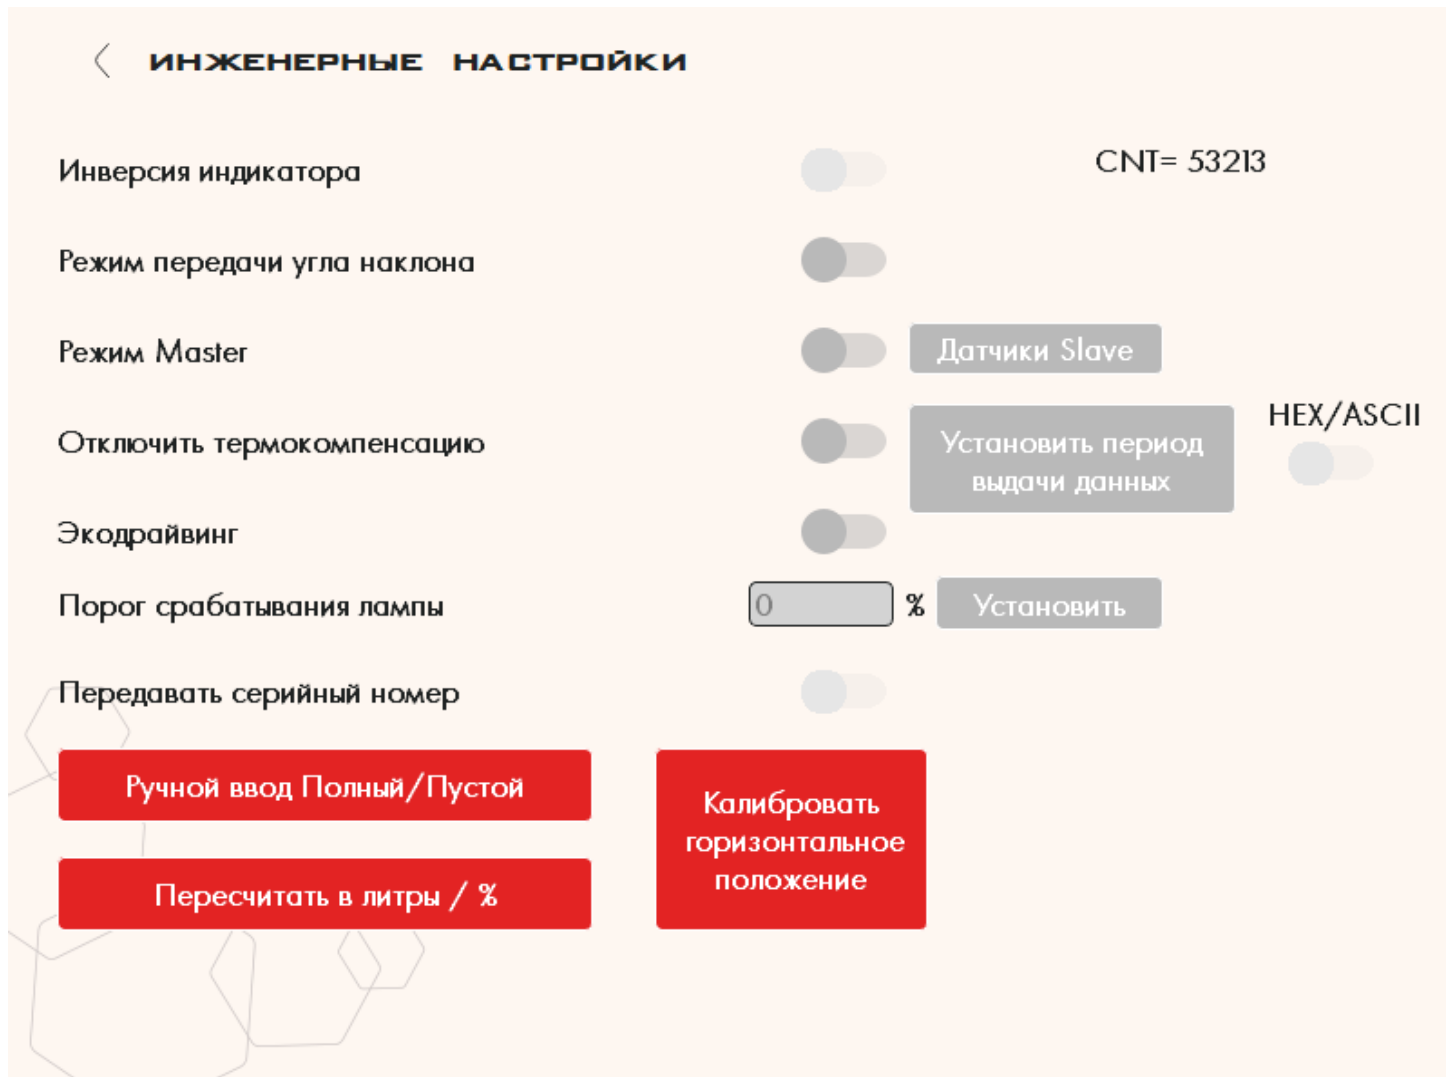 ИНЖЕНЕРНЫЕ НАСТРОЙКИ
Инверсия индикатора
CNT= 53213
Режим передачи угла наклона
Режим Master
Датчики Slave
Отключить термокомпенсацию
Установить период
выдачи данных
HEX/ASCII
Экодрайвинг
Порог срабатывания лампы
0
%
Установить
Передавать серийный номер
Ручной ввод Полный/Пустой
Калибровать
горизонтальное
положение
Пересчитать в литры / %